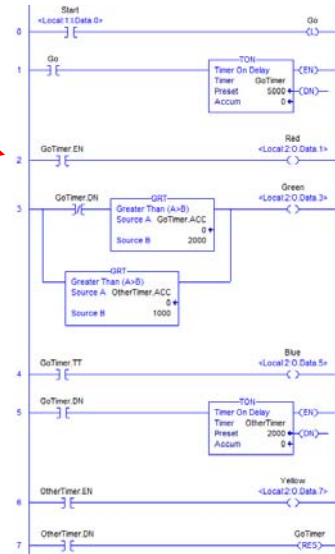 Start
<Local:1:I.Data.0>
Go
0
(L)
Go
TON
1
Timer On Delay
(EN)
Timer GoTimer
Preset 5000
(DN)
Accum 0
GoTimer.EN
Red
<Local:2:O.Data.1>
2
GoTimer.DN
GRT
Green
<Local:2:O.Data.3>
3
Greater Than (A>B)
Source A GoTimer.ACC
0
Source B 2000
GRT
Greater Than (A>B)
Source A OtherTimer.ACC
0
Source B 1000
GoTimer.TT
Blue
<Local:2:O.Data.5>
4
GoTimer.DN
TON
5
Timer On Delay
(EN)
Timer OtherTimer
Preset 2000
(DN)
Accum 0
OtherTimer.EN
Yellow
<Local:2:O.Data.7>
6
OtherTimer.DN
GoTimer
7
(RES)